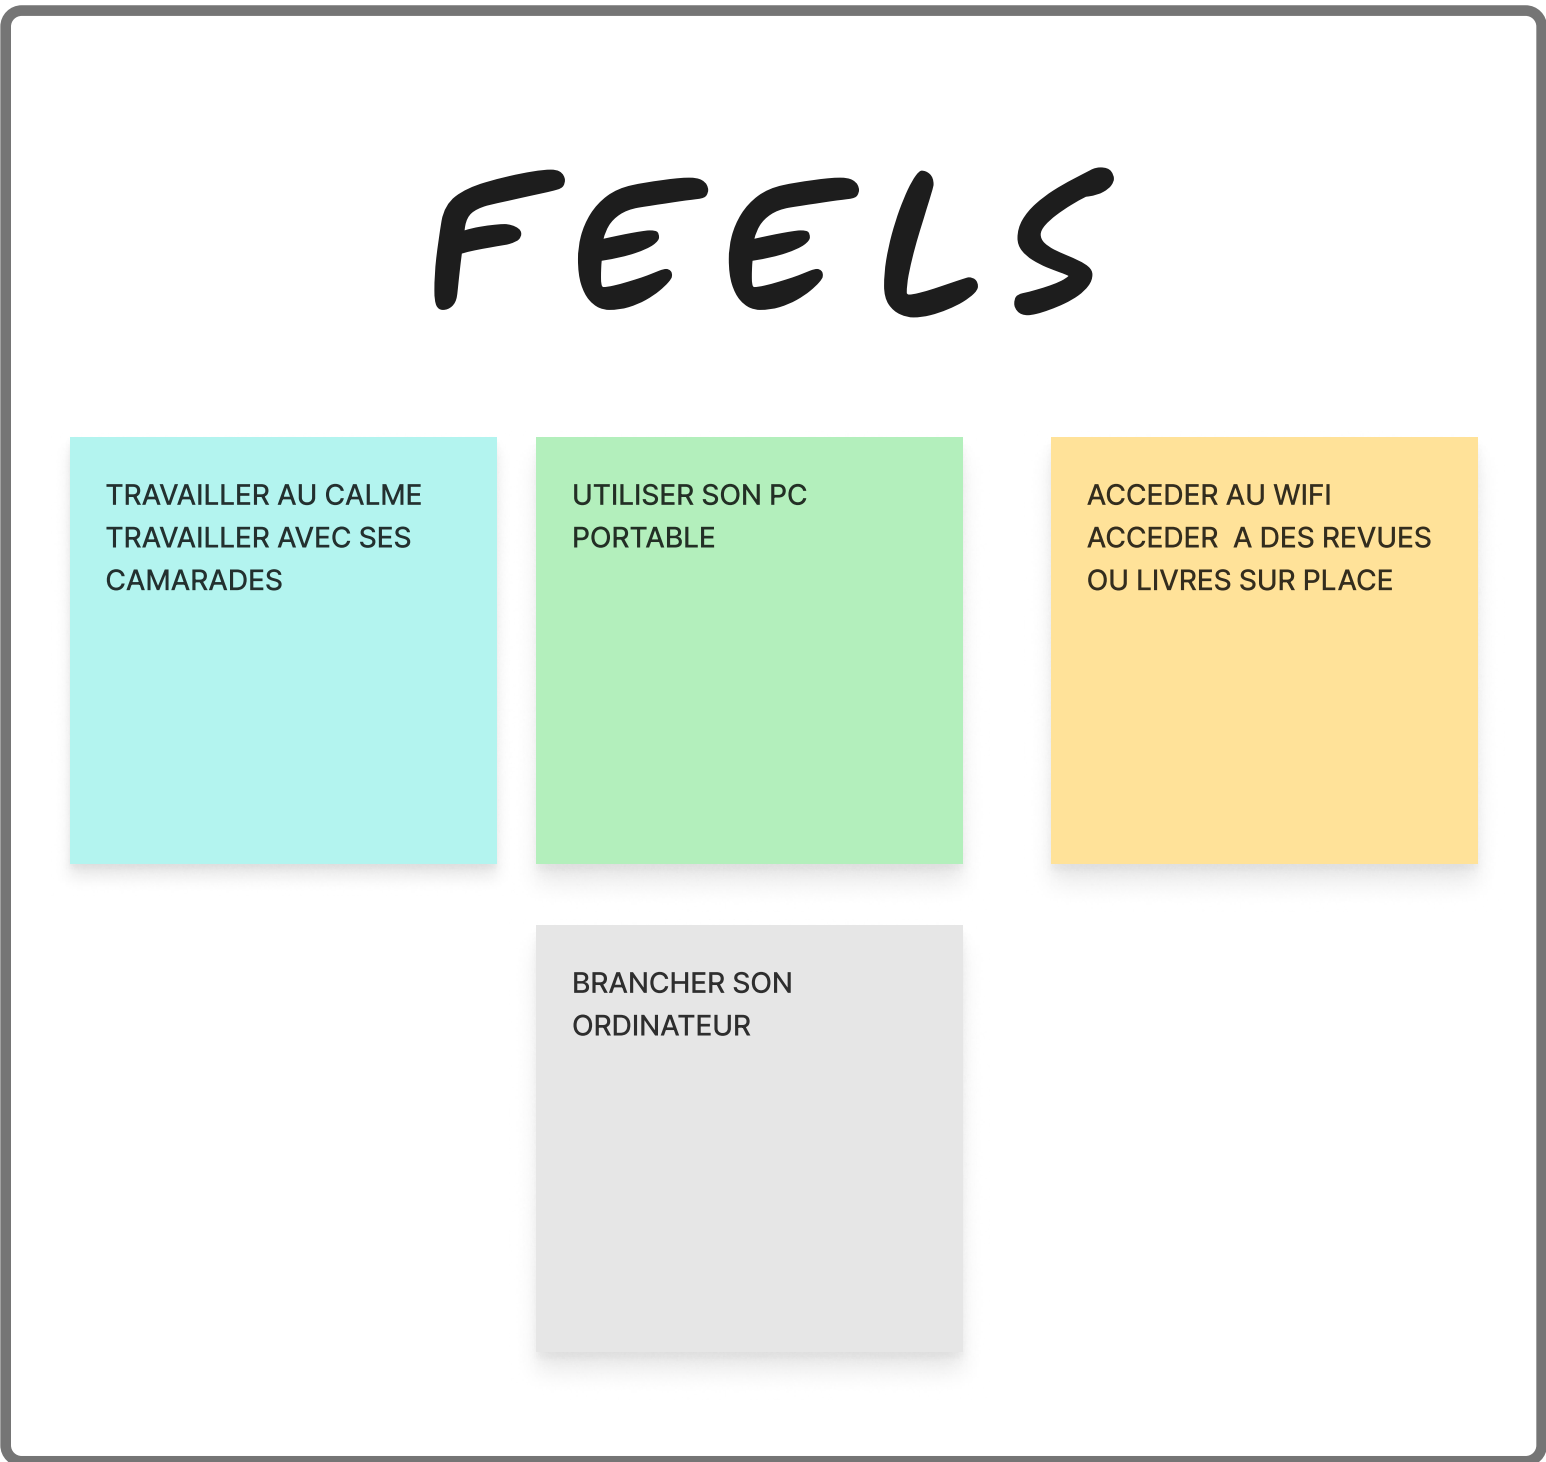 FEELS
TRAVAILLER AU CALME
TRAVAILLER AVEC SES
CAMARADES
UTILISER SON PC
PORTABLE
ACCEDER AU WIFI
ACCEDER  A DES REVUES
OU LIVRES SUR PLACE
BRANCHER SON
ORDINATEUR